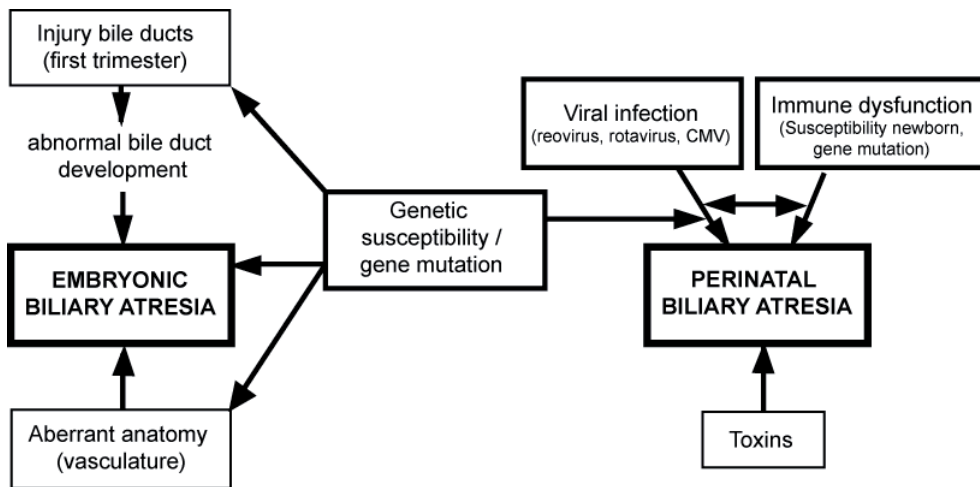 Injury bile ducts
(first trimester)
abnormal bile duct
development
EMBRYONIC
BILIARY ATRESIA
Aberrant anatomy
(vasculature)
Genetic
susceptibility /
gene mutation
Viral infection
(reovirus, rotavirus, CMV)
Immune dysfunction
(Susceptibility newborn,
gene mutation)
PERINATAL
BILIARY ATRESIA
Toxins